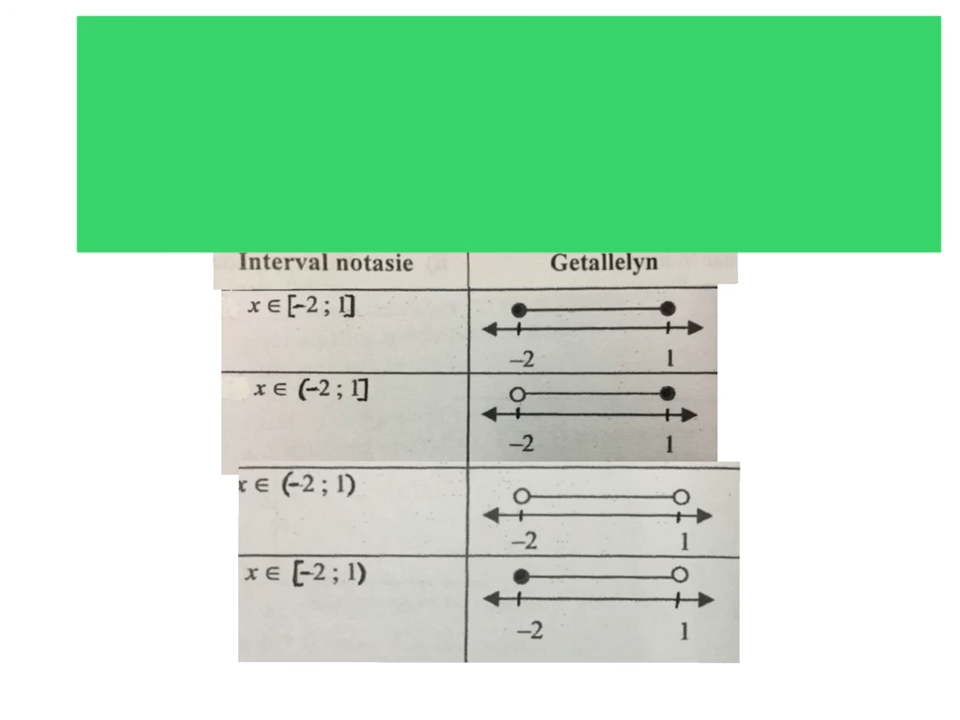 Interval notasie Getallelyn
x ∈ [-2 ; 1]
-2 1
x ∈ (-2 ; 1]
-2 1
x ∈ (-2 ; 1)
-2 1
x ∈ [-2 ; 1)
-2 1